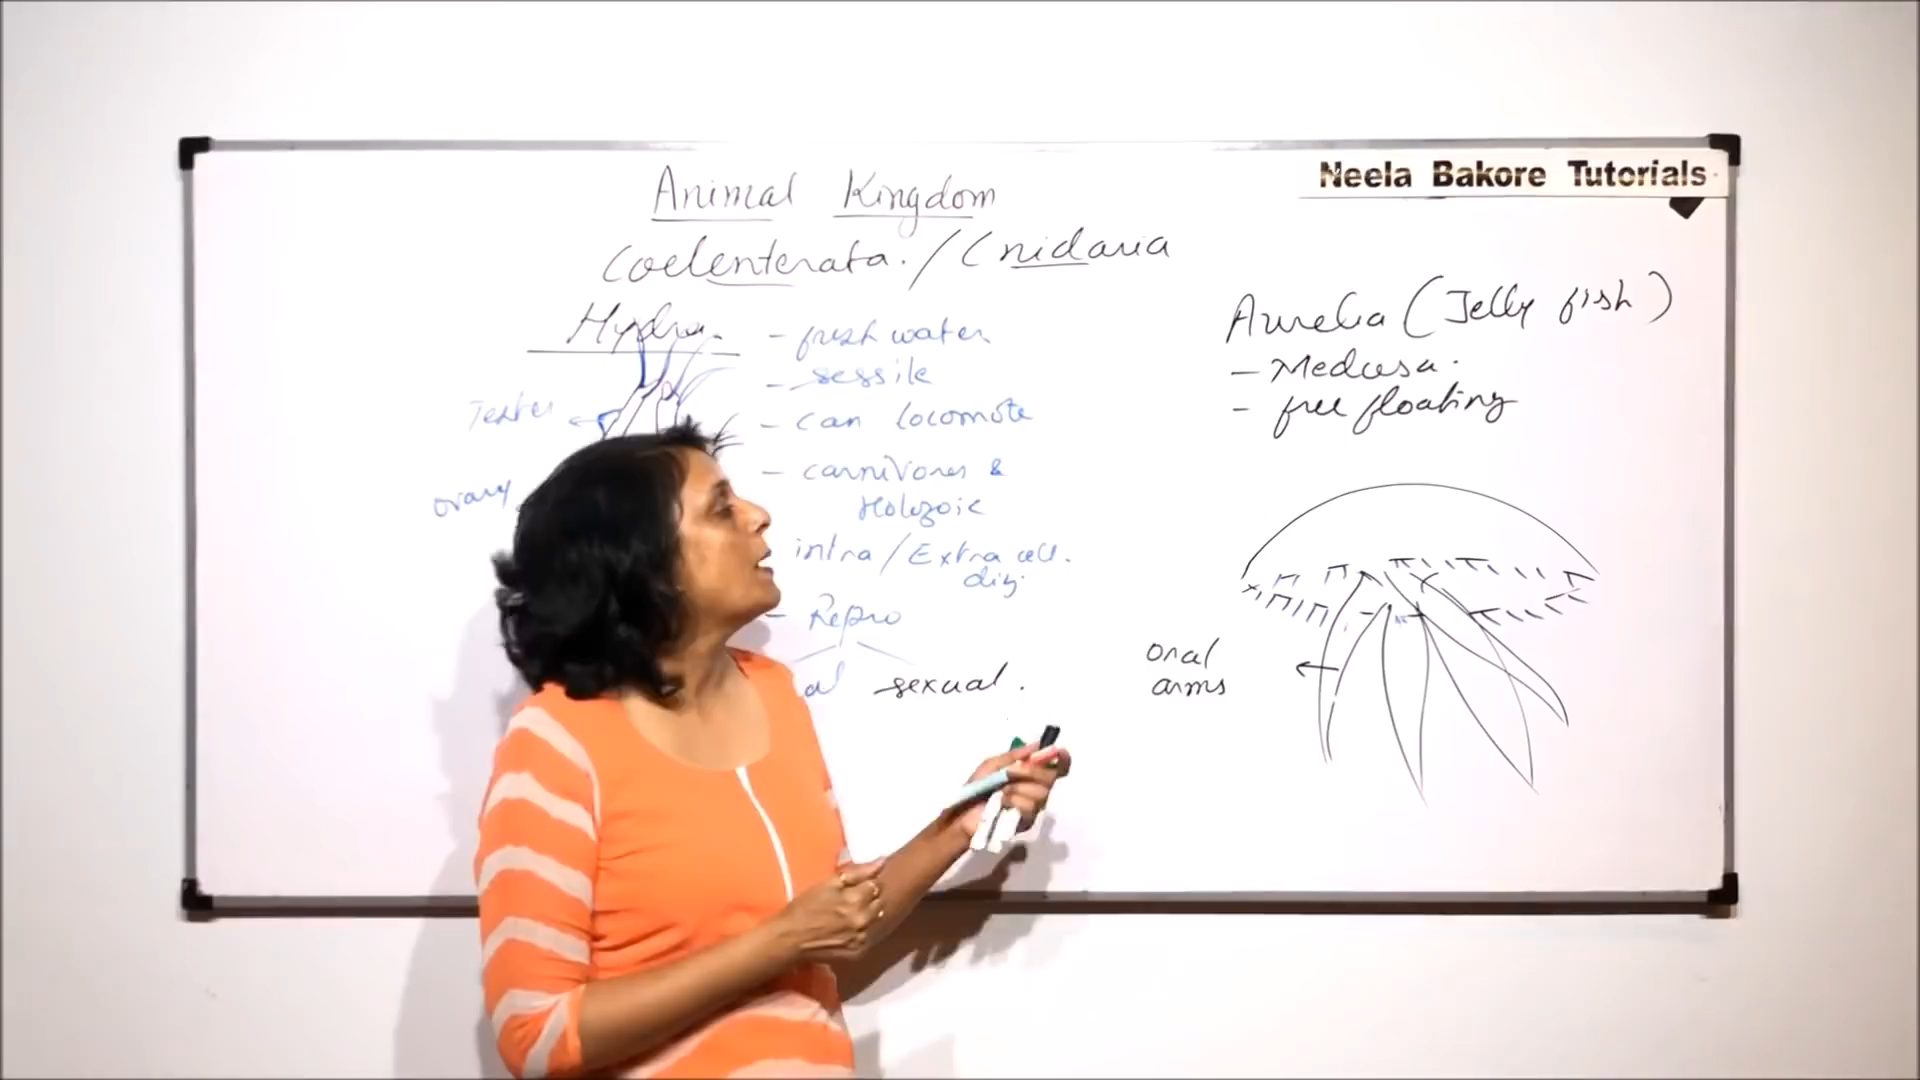 Neela Bakore Tutorials
Animal Kingdom
Coelenterata. / Cnidaria
Hydra.
Testes
ovary
- fresh water
- sessile
- can locomote
- carnivores &
Holozoic
intra / Extra cell.
dig.
- Repro
al sexual.
Aurelia (Jelly fish)
- Medusa.
- free floating
oral
arms